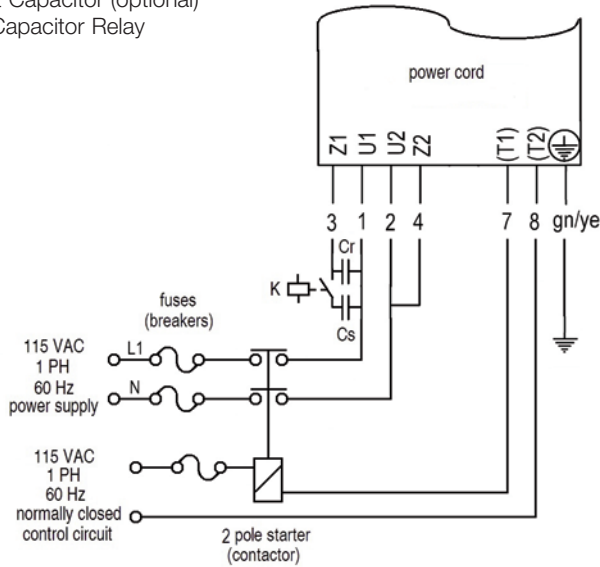 Capacitor (optional)
Capacitor Relay
power cord
Z1 U1 U2 Z2 (T1) (T2)
3 1 2 4 7 8 gn/ye
Cr
K
Cs
fuses
(breakers)
115 VAC
1 PH
60 Hz
power supply
L1
N
115 VAC
1 PH
60 Hz
normally closed
control circuit
2 pole starter
(contactor)